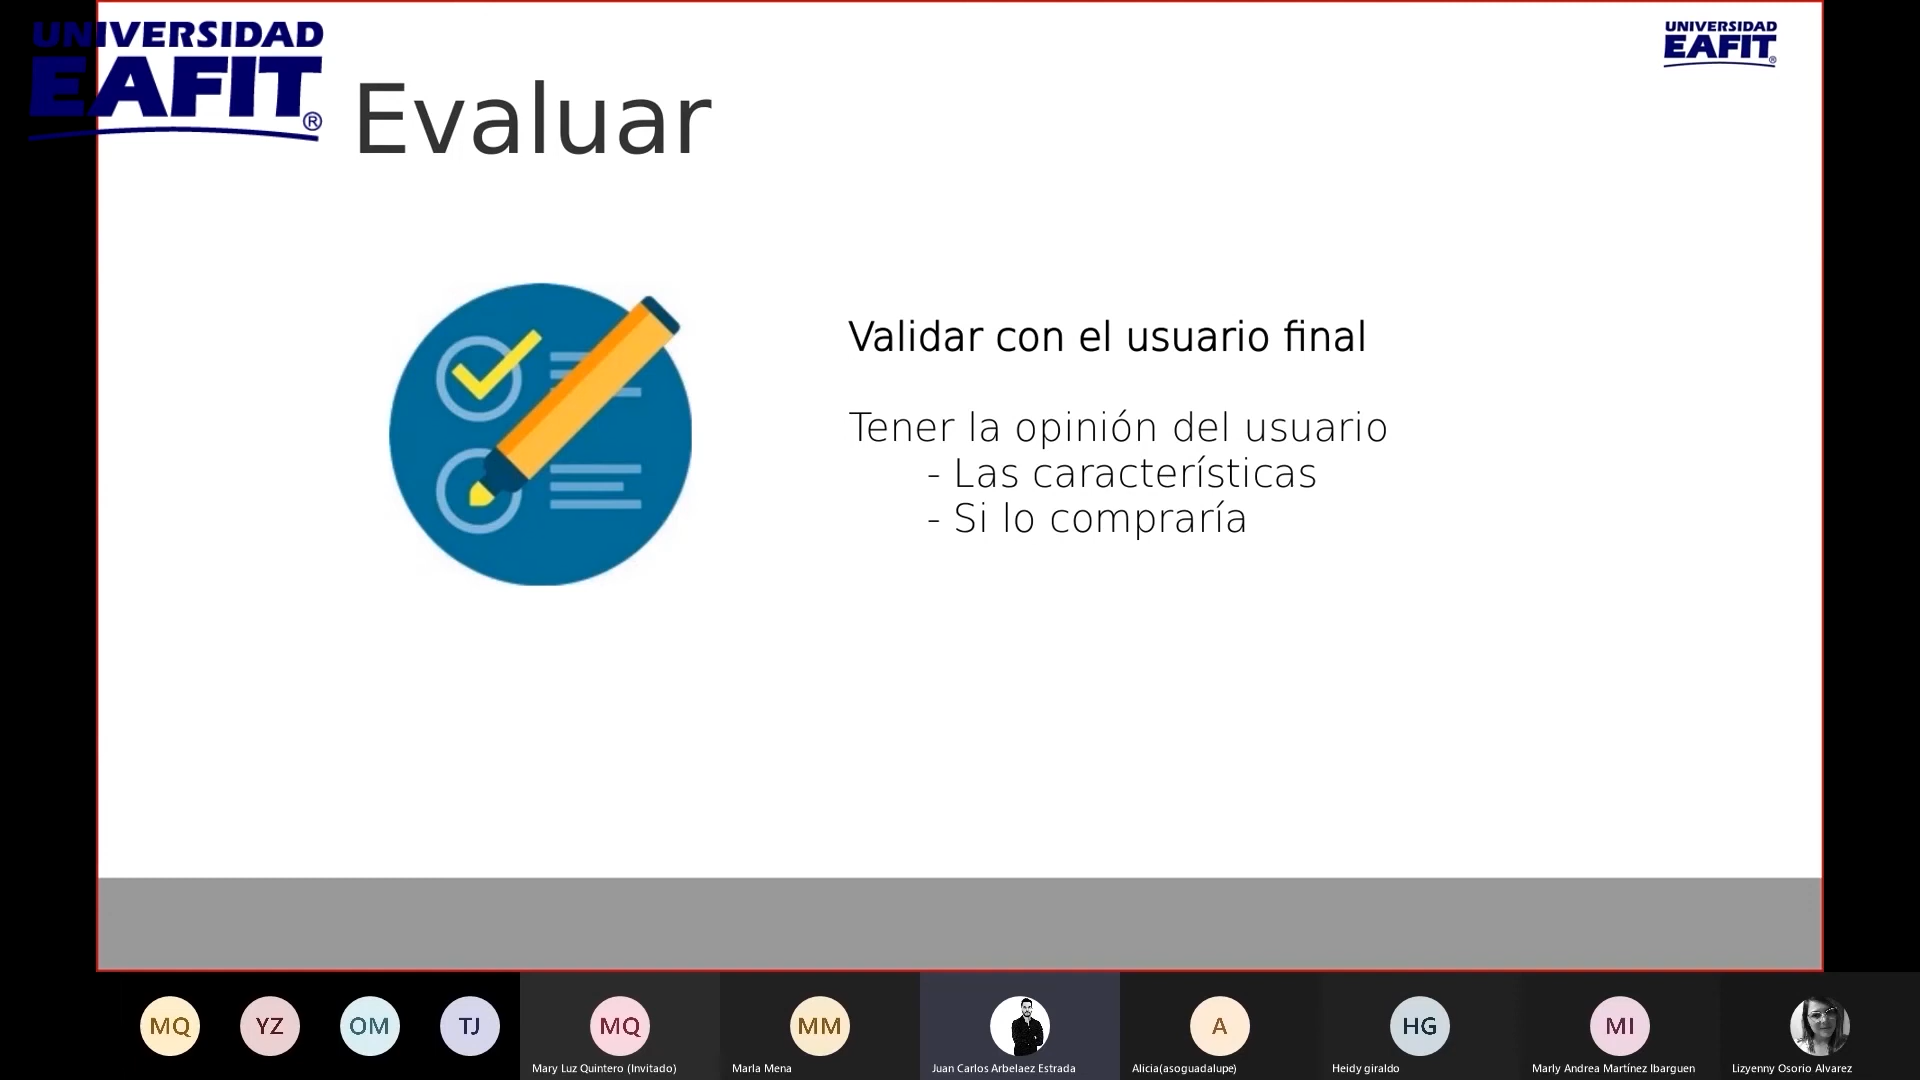 UNIVERSIDAD
EAFIT®
UNIVERSIDAD
EAFIT®
Evaluar
Validar con el usuario final
Tener la opinión del usuario
- Las características
- Si lo compraría
MQ
YZ
OM
TJ
MQ
MM
A
HG
MI
Mary Luz Quintero (Invitado)
Marla Mena
Juan Carlos Arbelaez Estrada
Alicia(asoguadalupe)
Heidy giraldo
Marly Andrea Martínez Ibarguen
Lizyenny Osorio Alvarez